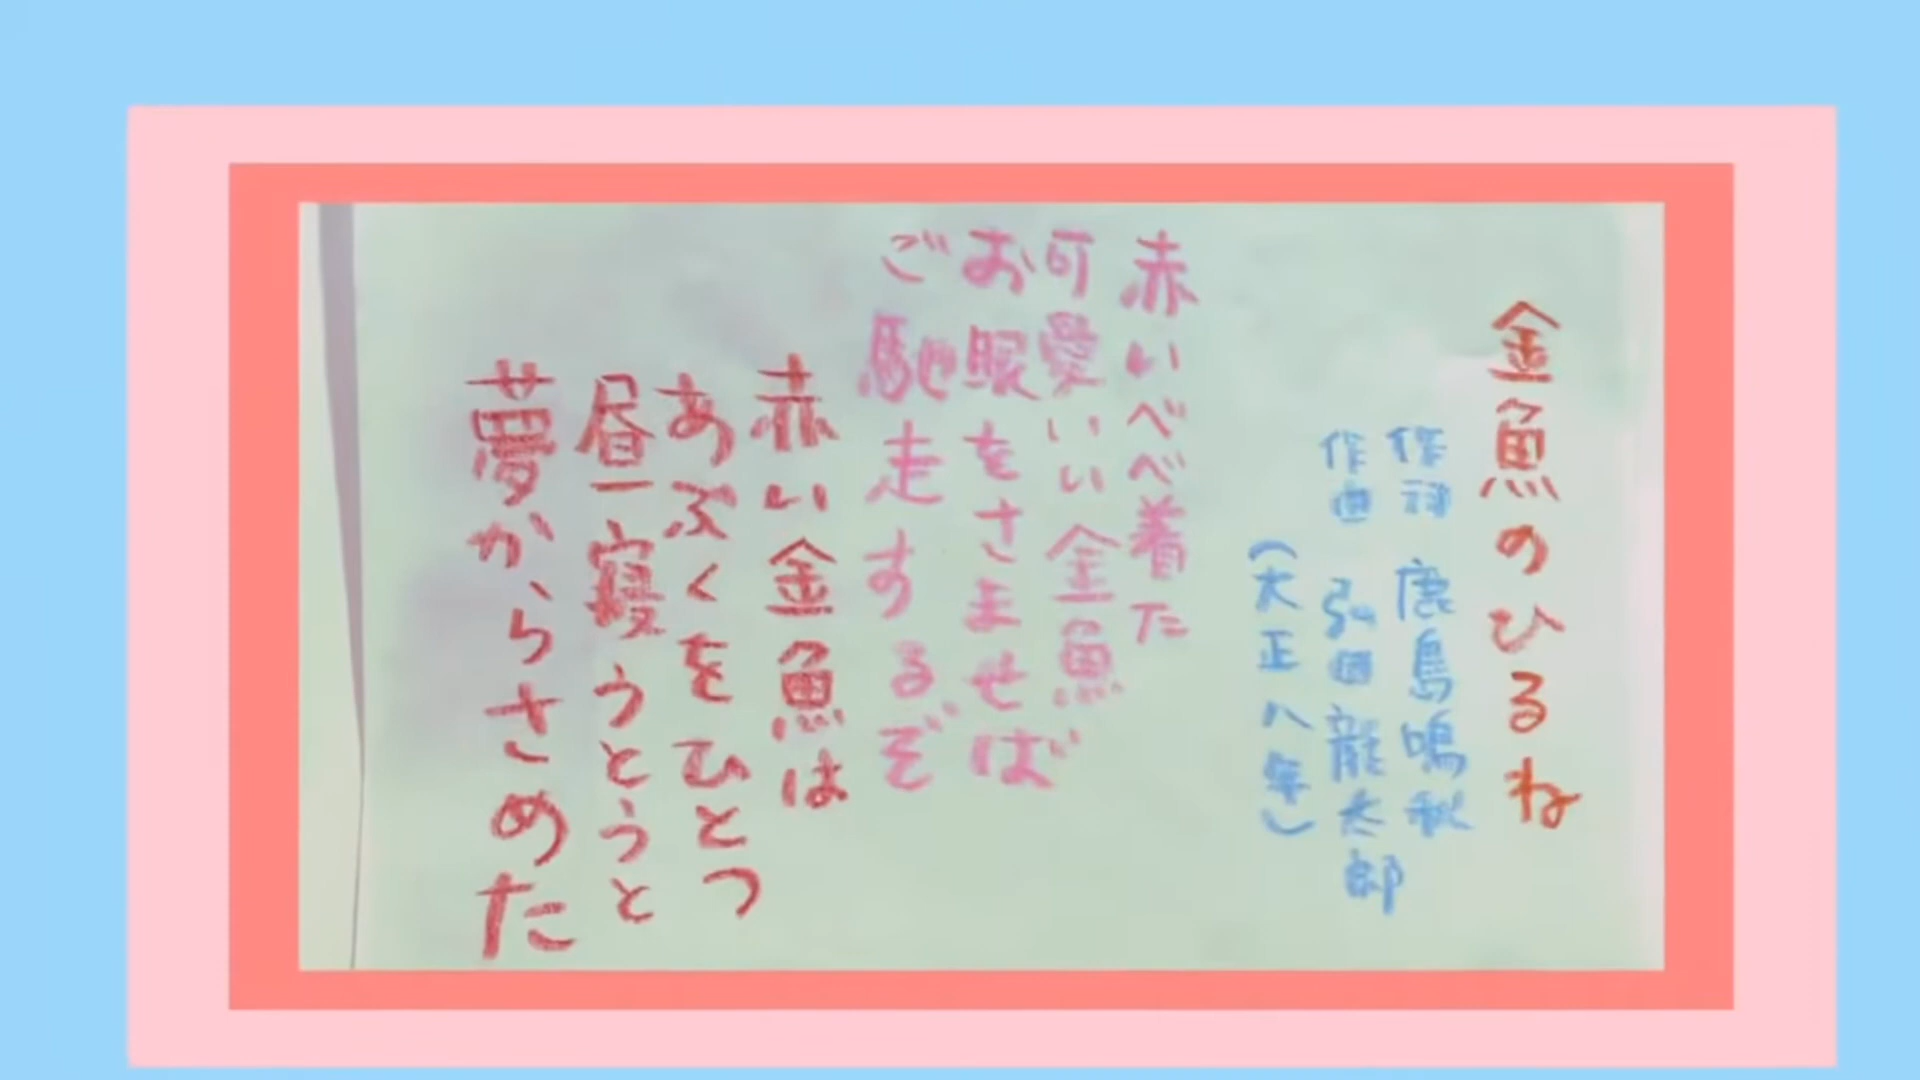 金魚のひるね
作詞 鹿島鳴秋
作曲 弘田龍太郎
(大正八年)
赤いべべ着た
可愛いい金魚
お眼をさませば
ご馳走するぞ
赤い金魚は
あぶくをひとつ
昼寝うとうと
夢からさめた